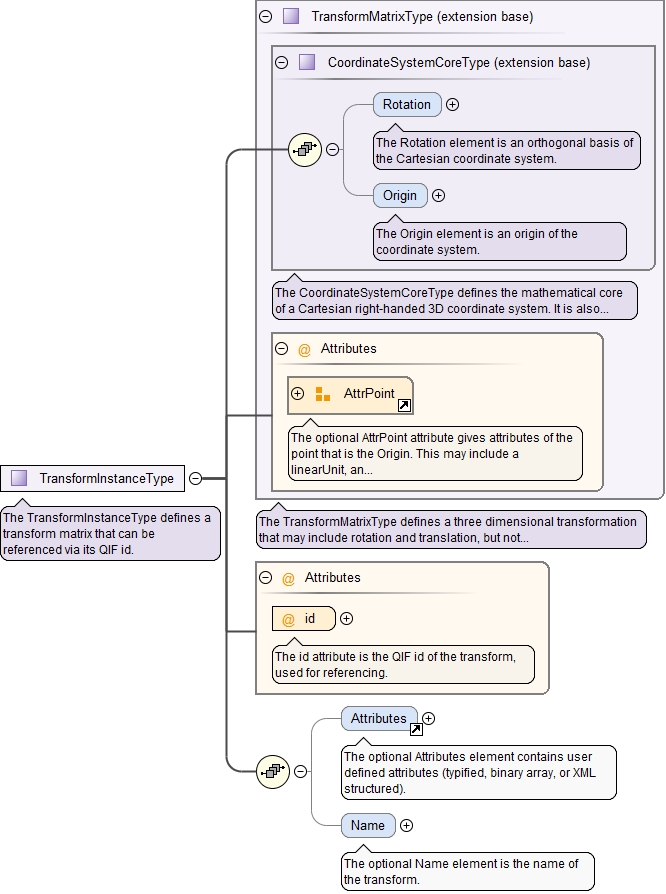 TransformMatrixType (extension base)
CoordinateSystemCoreType (extension base)
Rotation
The Rotation element is an orthogonal basis of
the Cartesian coordinate system.
Origin
The Origin element is an origin of the
coordinate system.
The CoordinateSystemCoreType defines the mathematical core
of a Cartesian right-handed 3D coordinate system. It is also...
@ Attributes
AttrPoint
The optional AttrPoint attribute gives attributes of the
point that is the Origin. This may include a
linearUnit, an...
TransformInstanceType
The TransformInstanceType defines a
transform matrix that can be
referenced via its QIF id.
The TransformMatrixType defines a three dimensional transformation
that may include rotation and translation, but not...
@ Attributes
@ id
The id attribute is the QIF id of the transform,
used for referencing.
Attributes
The optional Attributes element contains user
defined attributes (typified, binary array, or XML
structured).
Name
The optional Name element is the name of
the transform.